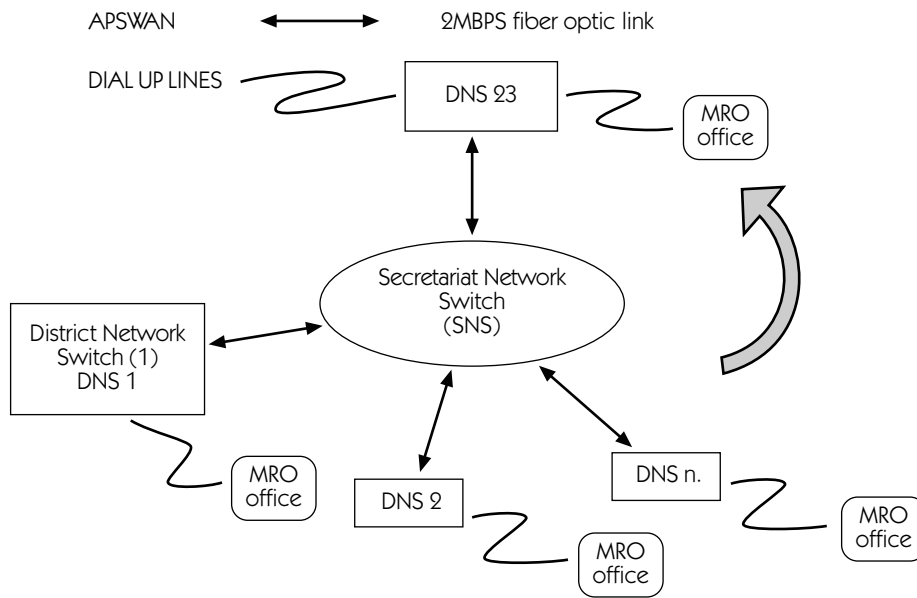 APSWAN 2MBPS fiber optic link
DIAL UP LINES
DNS 23
MRO
office
Secretariat Network
Switch
(SNS)
District Network
Switch (1)
DNS 1
MRO
office
DNS 2
MRO
office
DNS n.
MRO
office